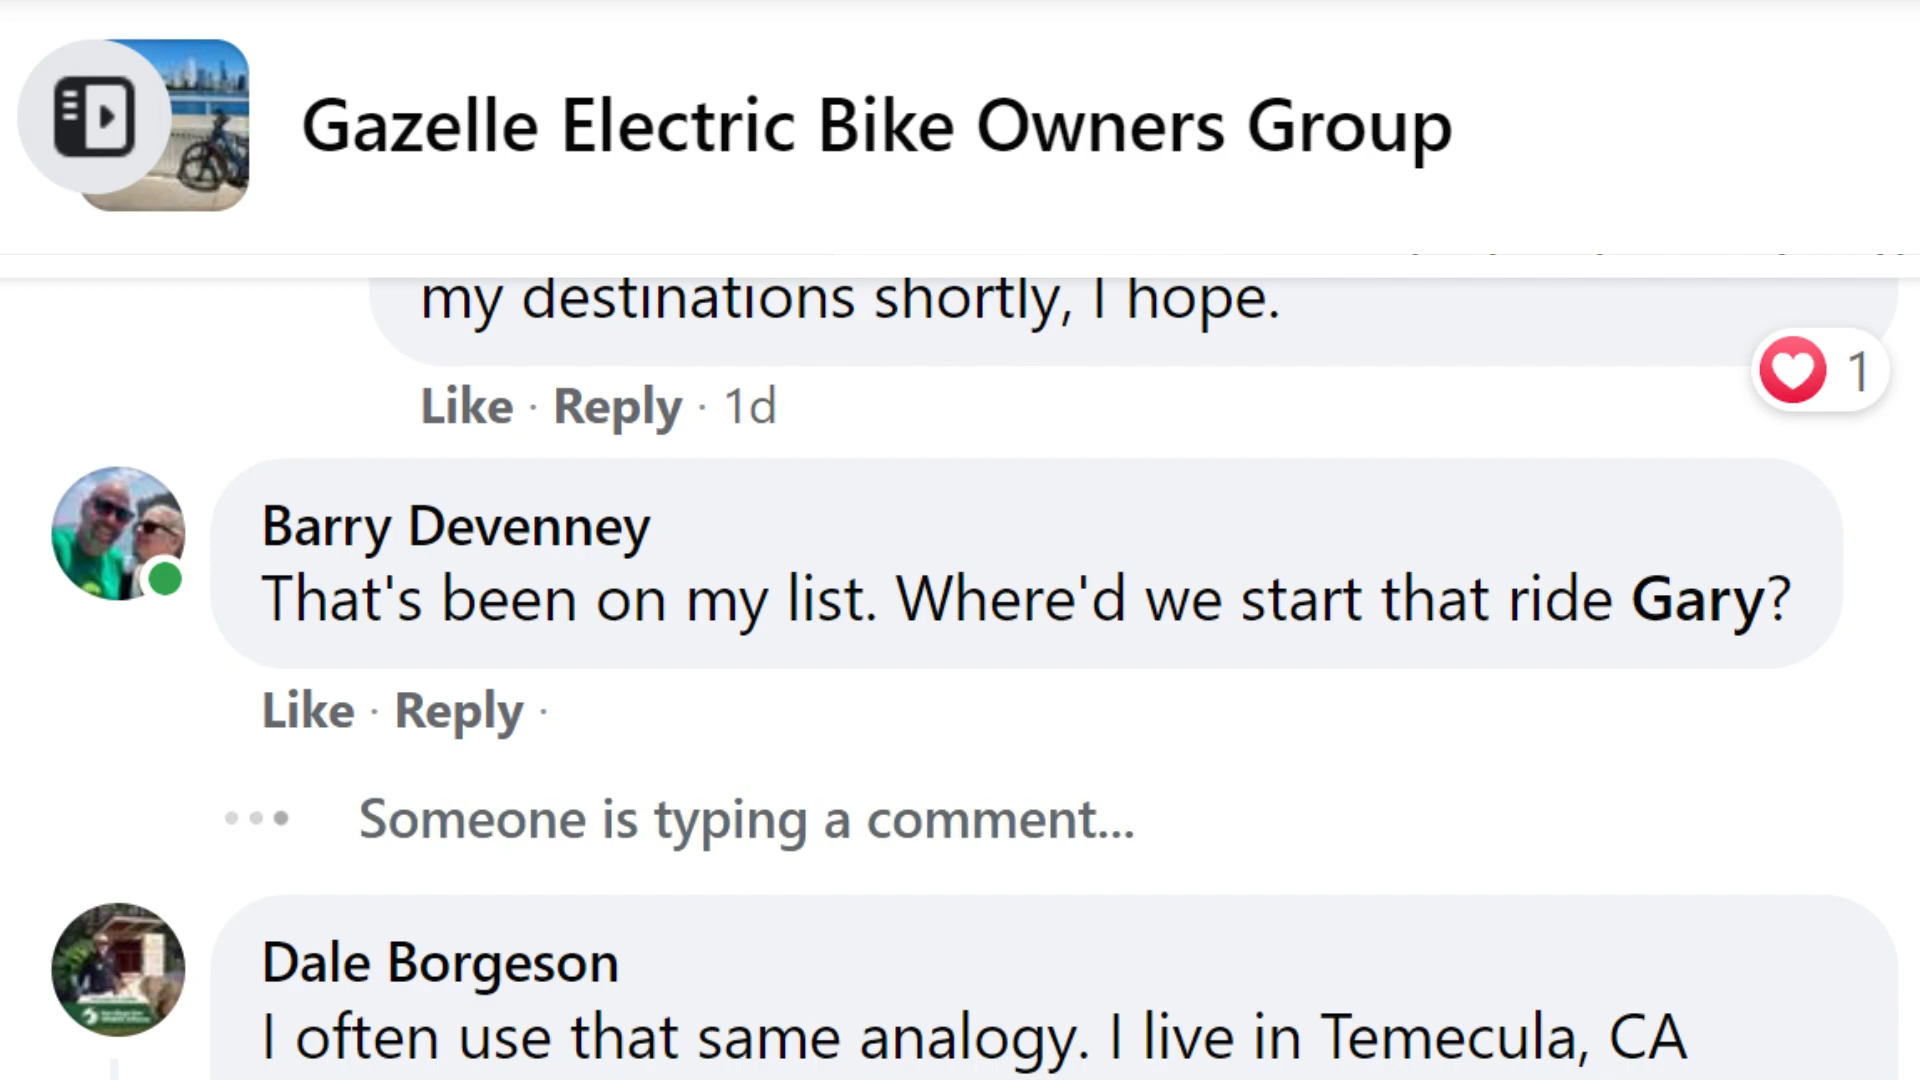 Gazelle Electric Bike Owners Group
my destinations shortly, I hope.
1
Like · Reply · 1d
Barry Devenney
That's been on my list. Where'd we start that ride Gary?
Like · Reply ·
Someone is typing a comment...
Dale Borgeson
I often use that same analogy. I live in Temecula, CA